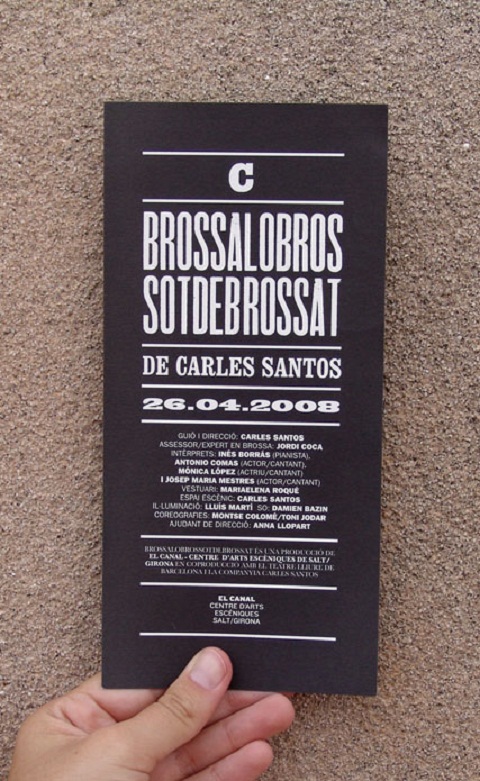 C
BROSSALOBROS
SOTDEBROSSAT
DE CARLES SANTOS
26.04.2008
GUIÓ I DIRECCIÓ: CARLES SANTOS
ASSESSOR/EXPERT EN BROSSA: JORDI COCA
INTÈRPRETS: INÈS BORRÀS (PIANISTA),
ANTONIO COMAS (ACTOR/CANTANT),
MÓNICA LÓPEZ (ACTRIU/CANTANT)
I JOSEP MARIA MESTRES (ACTOR/CANTANT)
VESTUARI: MARIAELENA ROQUÉ
ESPAI ESCÈNIC: CARLES SANTOS
IL·LUMINACIÓ: LLUÍS MARTÍ SO: DAMIEN BAZIN
COREOGRAFIES: MONTSE COLOMÉ/TONI JODAR
AJUDANT DE DIRECCIÓ: ANNA LLOPART
BROSSALOBROSSOTDEBROSSAT ÉS UNA PRODUCCIÓ DE
EL CANAL - CENTRE D'ARTS ESCÈNIQUES DE SALT/
GIRONA EN COPRODUCCIÓ AMB EL TEATRE LLIURE DE
BARCELONA I LA COMPANYIA CARLES SANTOS
EL CANAL
CENTRE D'ARTS
ESCÈNIQUES
SALT/GIRONA